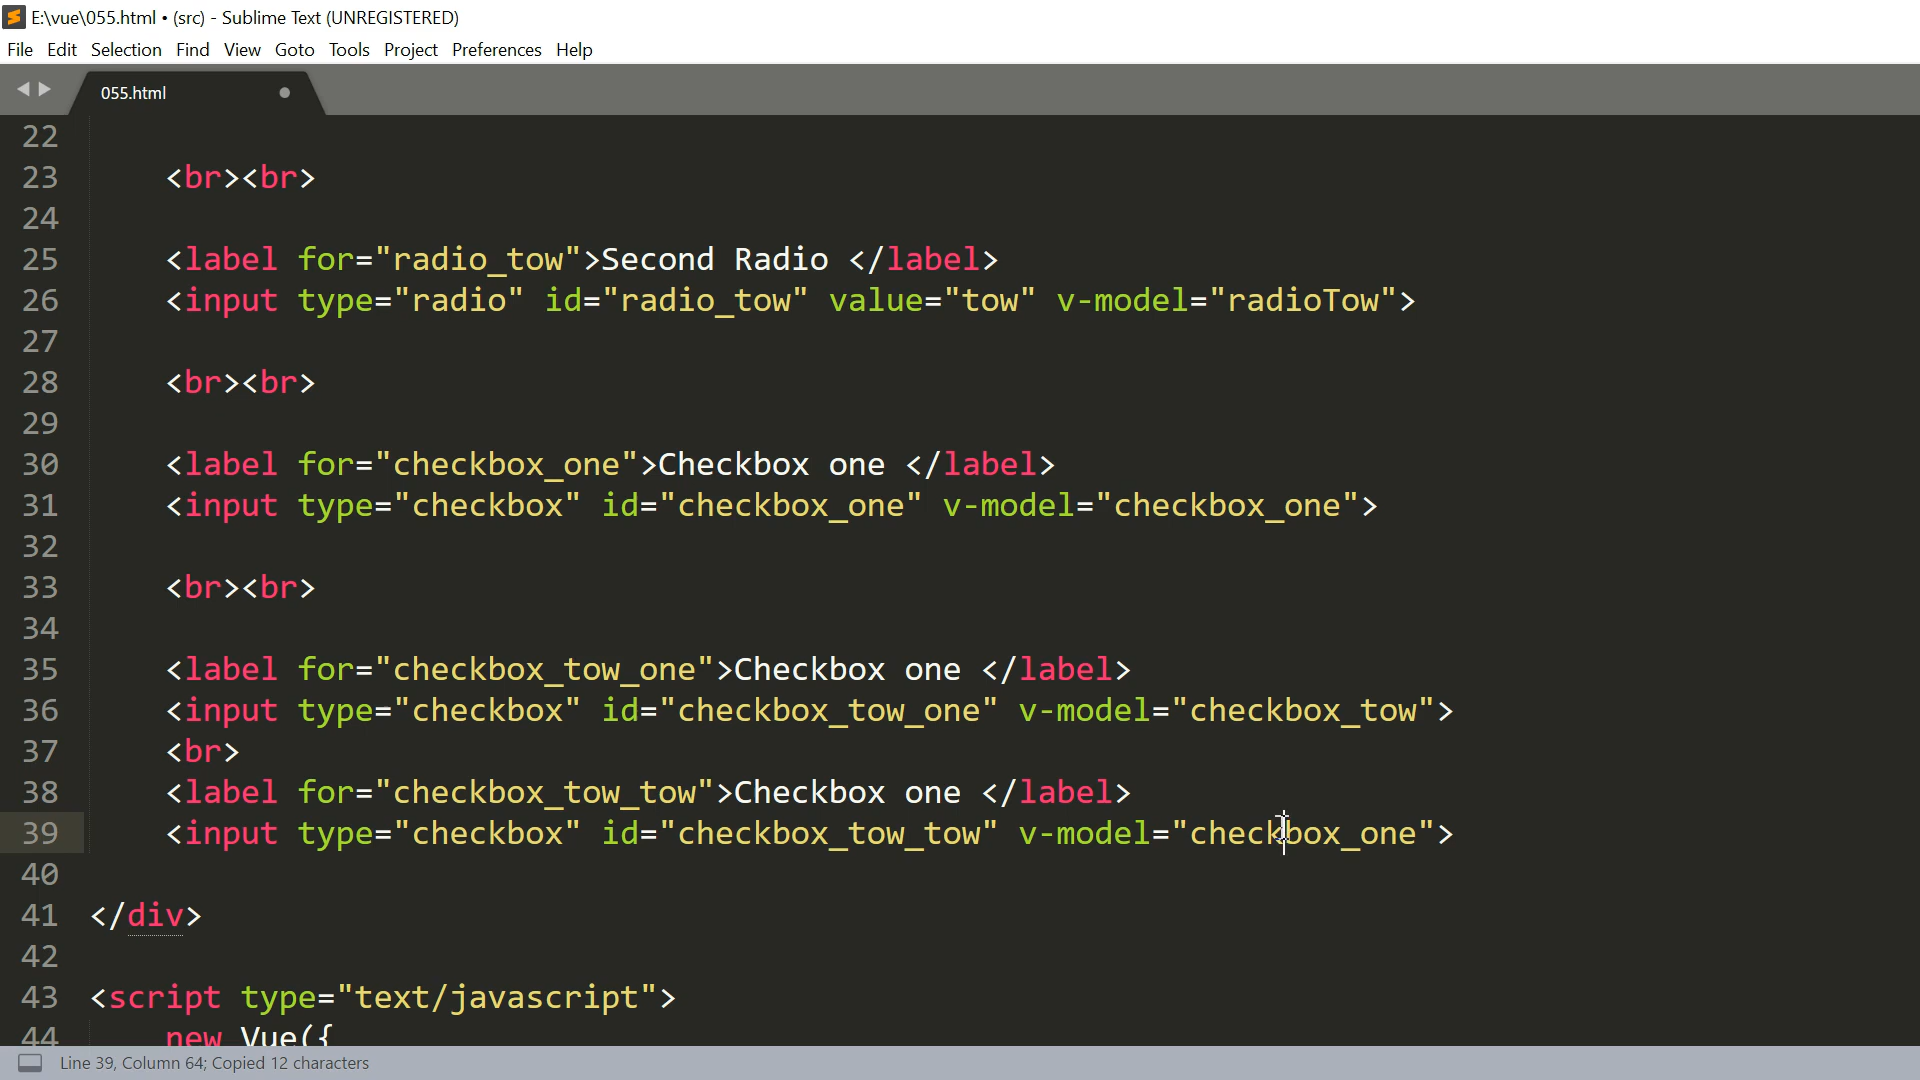 E:\vue\055.html • (src) - Sublime Text (UNREGISTERED)
File Edit Selection Find View Goto Tools Project Preferences Help
055.html
22
23 <br><br>
24
25 <label for="radio_tow">Second Radio </label>
26 <input type="radio" id="radio_tow" value="tow" v-model="radioTow">
27
28 <br><br>
29
30 <label for="checkbox_one">Checkbox one </label>
31 <input type="checkbox" id="checkbox_one" v-model="checkbox_one">
32
33 <br><br>
34
35 <label for="checkbox_tow_one">Checkbox one </label>
36 <input type="checkbox" id="checkbox_tow_one" v-model="checkbox_tow">
37 <br>
38 <label for="checkbox_tow_tow">Checkbox one </label>
39 <input type="checkbox" id="checkbox_tow_tow" v-model="checkbox_one">
40
41 </div>
42
43 <script type="text/javascript">
44 new Vue({
Line 39, Column 64; Copied 12 characters